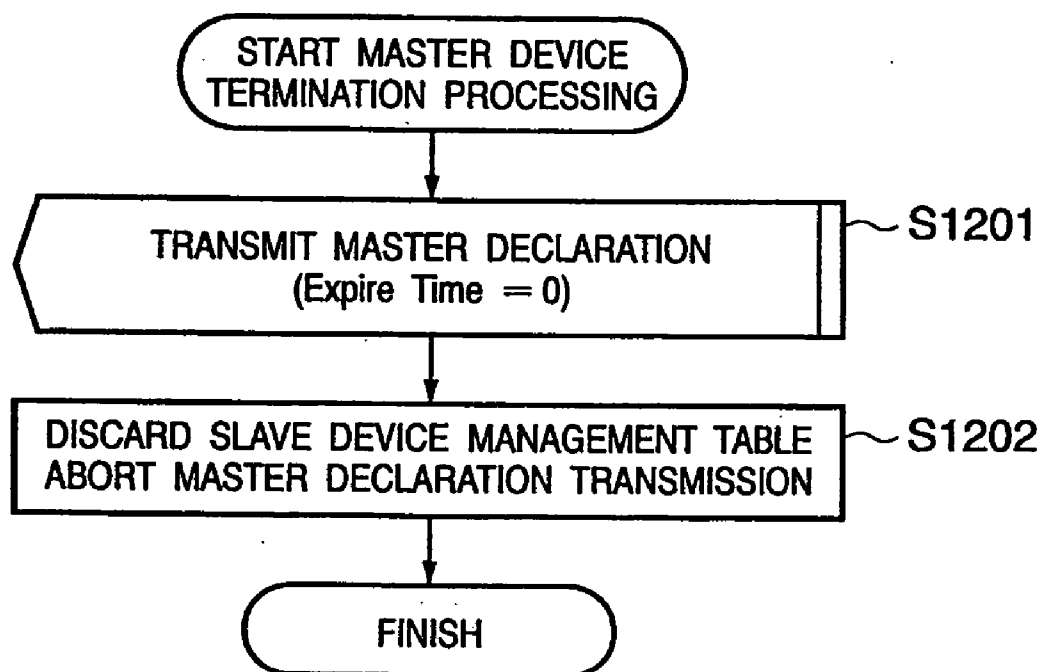 START MASTER DEVICE
TERMINATION PROCESSING
TRANSMIT MASTER DECLARATION
(Expire Time = 0)
S1201
DISCARD SLAVE DEVICE MANAGEMENT TABLE
ABORT MASTER DECLARATION TRANSMISSION
S1202
FINISH